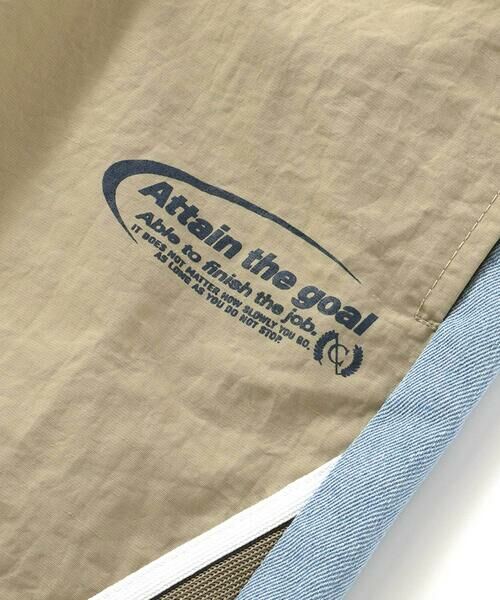 Attain the goal
Able to finish the job.
IT DOES NOT MATTER HOW SLOWLY YOU GO.
AS LONG AS YOU DO NOT STOP.
C